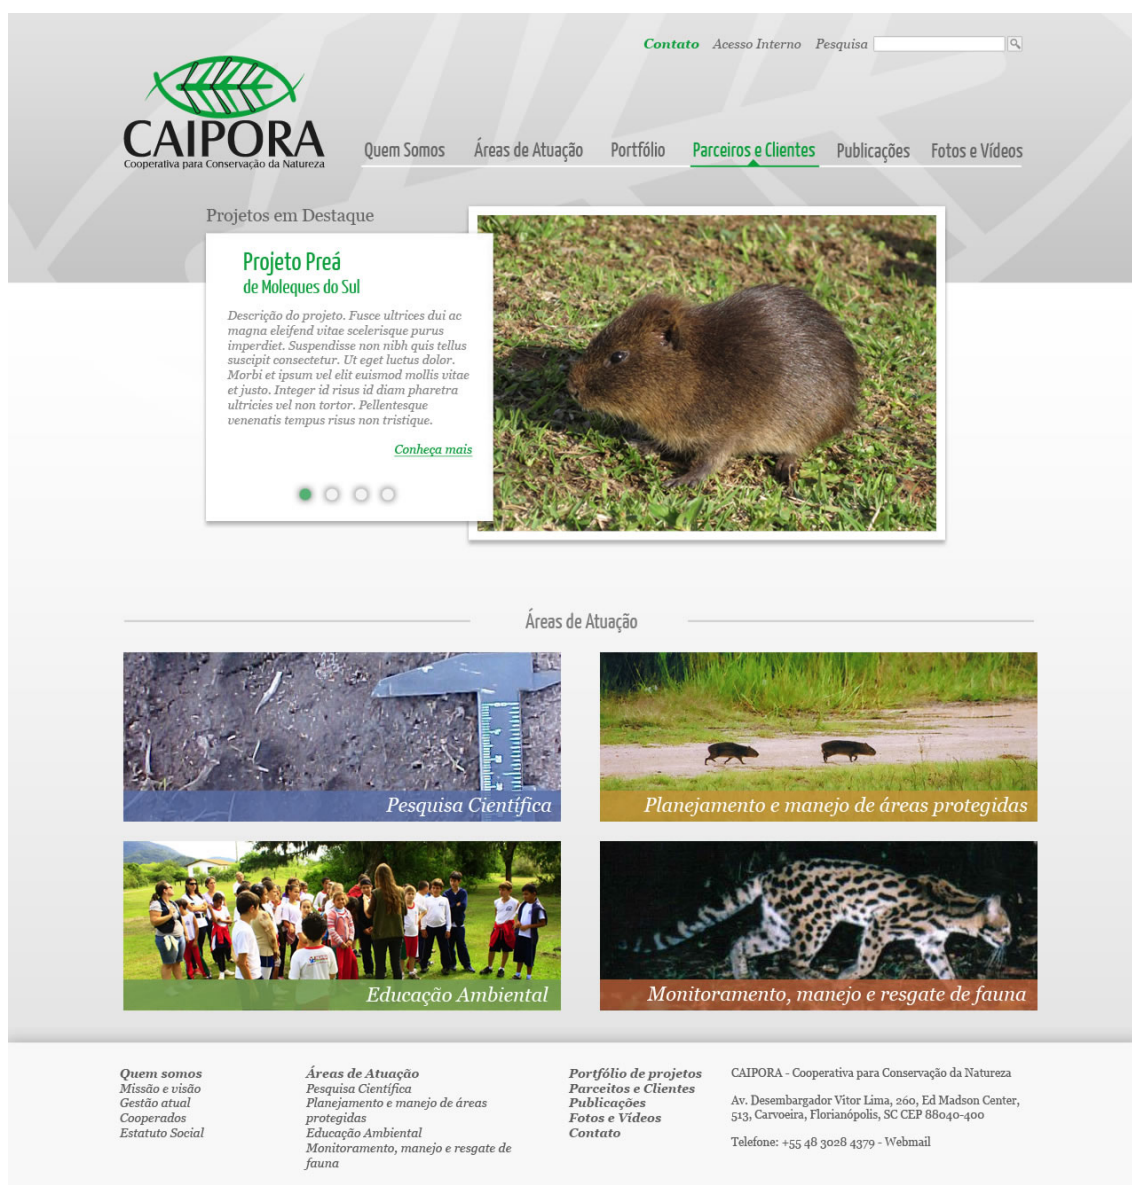 Contato Acesso Interno Pesquisa
CAIPORA
Cooperativa para Conservação da Natureza
Quem Somos Áreas de Atuação Portfólio Parceiros e Clientes Publicações Fotos e Vídeos
Projetos em Destaque
Projeto Preá
de Moleques do Sul
Descrição do projeto. Fusce ultrices dui ac
magna eleifend vitae scelerisque purus
imperdiet. Suspendisse non nibh quis tellus
suscipit consectetur. Ut eget luctus dolor.
Morbi et ipsum vel elit euismod mollis vitae
et justo. Integer id risus id diam pharetra
ultricies vel non tortor. Pellentesque
venenatis tempus risus non tristique.
Conheça mais
Áreas de Atuação
Pesquisa Científica
Planejamento e manejo de áreas protegidas
Educação Ambiental
Monitoramento, manejo e resgate de fauna
Quem somos
Missão e visão
Gestão atual
Cooperados
Estatuto Social
Áreas de Atuação
Pesquisa Científica
Planejamento e manejo de áreas
protegidas
Educação Ambiental
Monitoramento, manejo e resgate de
fauna
Portfólio de projetos
Parceitos e Clientes
Publicações
Fotos e Vídeos
Contato
CAIPORA - Cooperativa para Conservação da Natureza
Av. Desembargador Vitor Lima, 260, Ed Madson Center,
513, Carvoeira, Florianópolis, SC CEP 88040-400
Telefone: +55 48 3028 4379 - Webmail